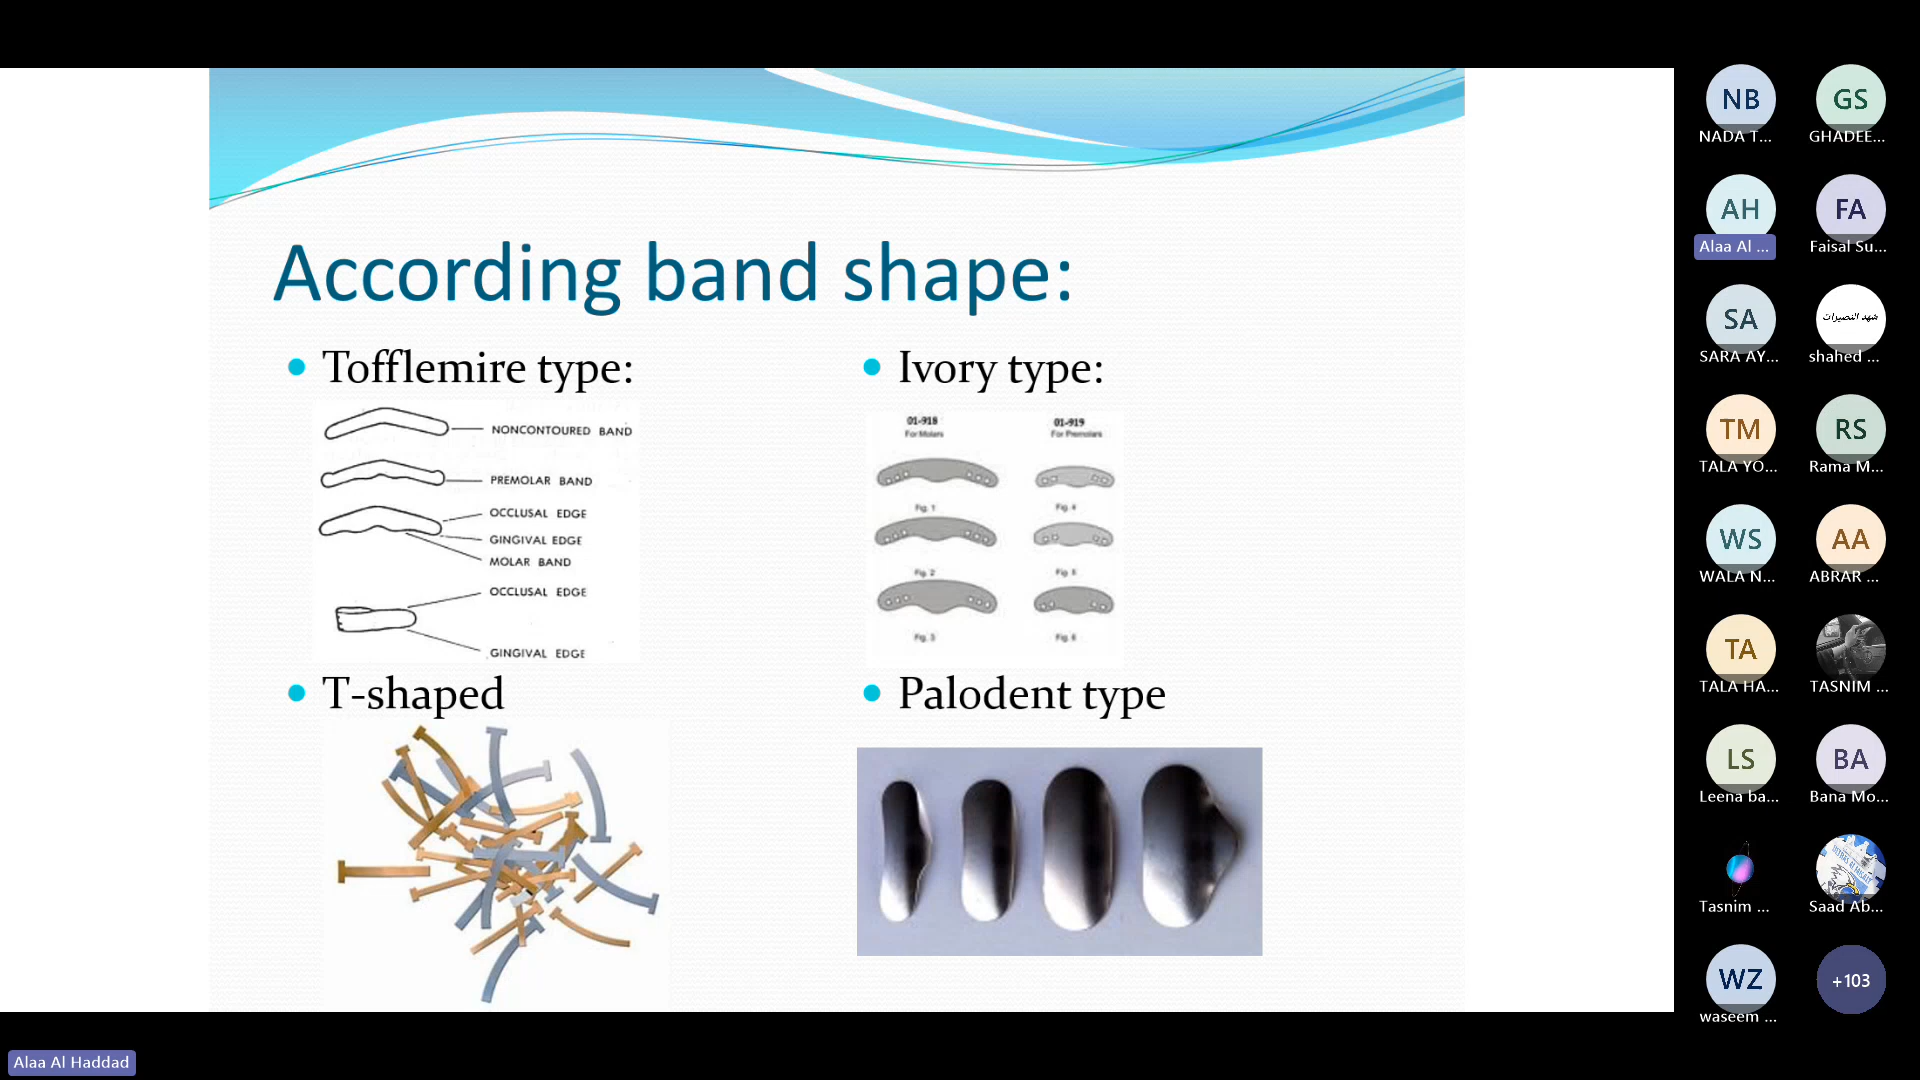 According band shape:
Tofflemire type:
NONCONTOURED BAND
PREMOLAR BAND
OCCLUSAL EDGE
GINGIVAL EDGE
MOLAR BAND
OCCLUSAL EDGE
GINGIVAL EDGE
Ivory type:
01-918
For Molars
01-919
For Premolars
Fig. 1
Fig. 4
Fig. 2
Fig. 5
Fig. 3
Fig. 6
T-shaped
Palodent type
NB
NADA T...
GS
GHADEE...
AH
Alaa Al ...
FA
Faisal Su...
SA
SARA AY...
شهد النصيرات
shahed ...
TM
TALA YO...
RS
Rama M...
WS
WALA N...
AA
ABRAR ...
TA
TALA HA...
TASNIM ...
LS
Leena ba...
BA
Bana Mo...
Tasnim ...
Saad Ab...
WZ
waseem ...
+103
Alaa Al Haddad